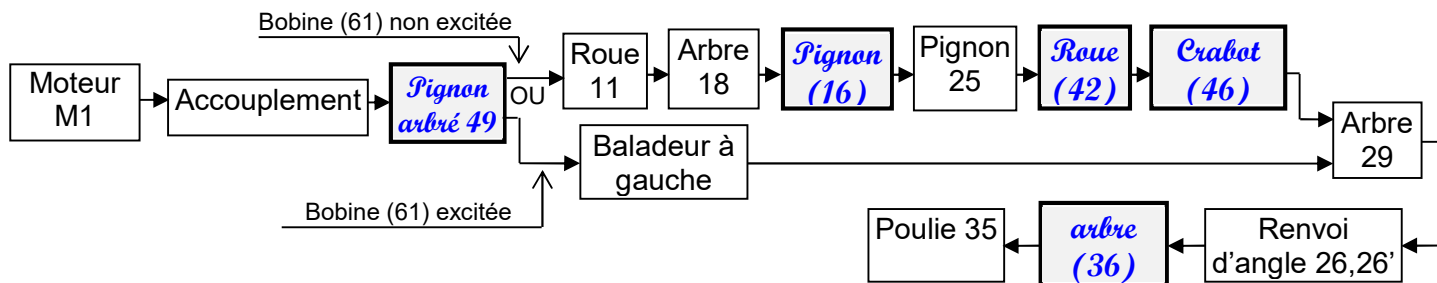 Bobine (61) non excitée
Moteur
M1
Accouplement
Pignon
arbré 49
OU
Roue
11
Arbre
18
Pignon
(16)
Pignon
25
Roue
(42)
Crabot
(46)
Baladeur à
gauche
Arbre
29
Bobine (61) excitée
Poulie 35
arbre
(36)
Renvoi
d'angle 26,26'